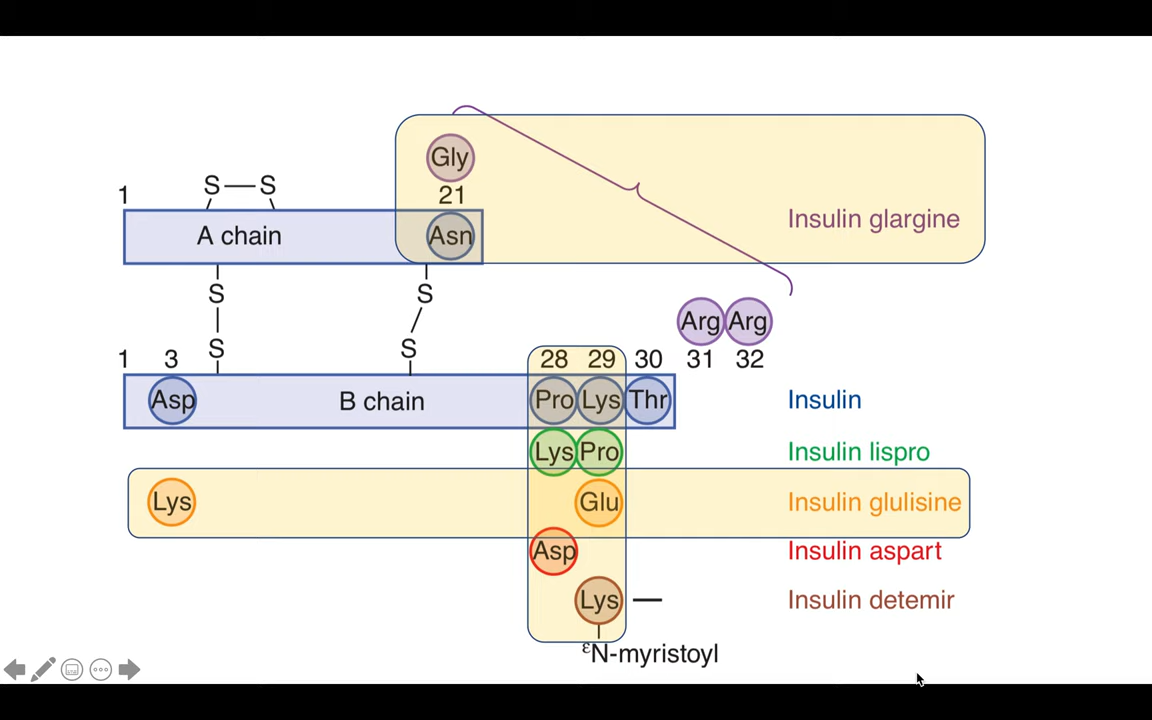 Gly
S—S
1 21
A chain Asn
Insulin glargine
S S
Arg Arg
S S
1 3 28 29 30 31 32
Asp B chain Pro Lys Thr Insulin
Lys Pro Insulin lispro
Lys Glu Insulin glulisine
Asp Insulin aspart
Lys — Insulin detemir
εN-myristoyl